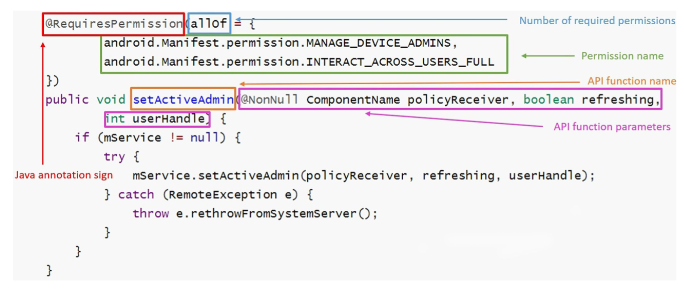 @RequiresPermission(allOf = {
Number of required permissions
android.Manifest.permission.MANAGE_DEVICE_ADMINS,
android.Manifest.permission.INTERACT_ACROSS_USERS_FULL
Permission name
})
API function name
public void setActiveAdmin(@NonNull ComponentName policyReceiver, boolean refreshing,
int userHandle) {
API function parameters
if (mService != null) {
try {
Java annotation sign
mService.setActiveAdmin(policyReceiver, refreshing, userHandle);
} catch (RemoteException e) {
throw e.rethrowFromSystemServer();
}
}
}